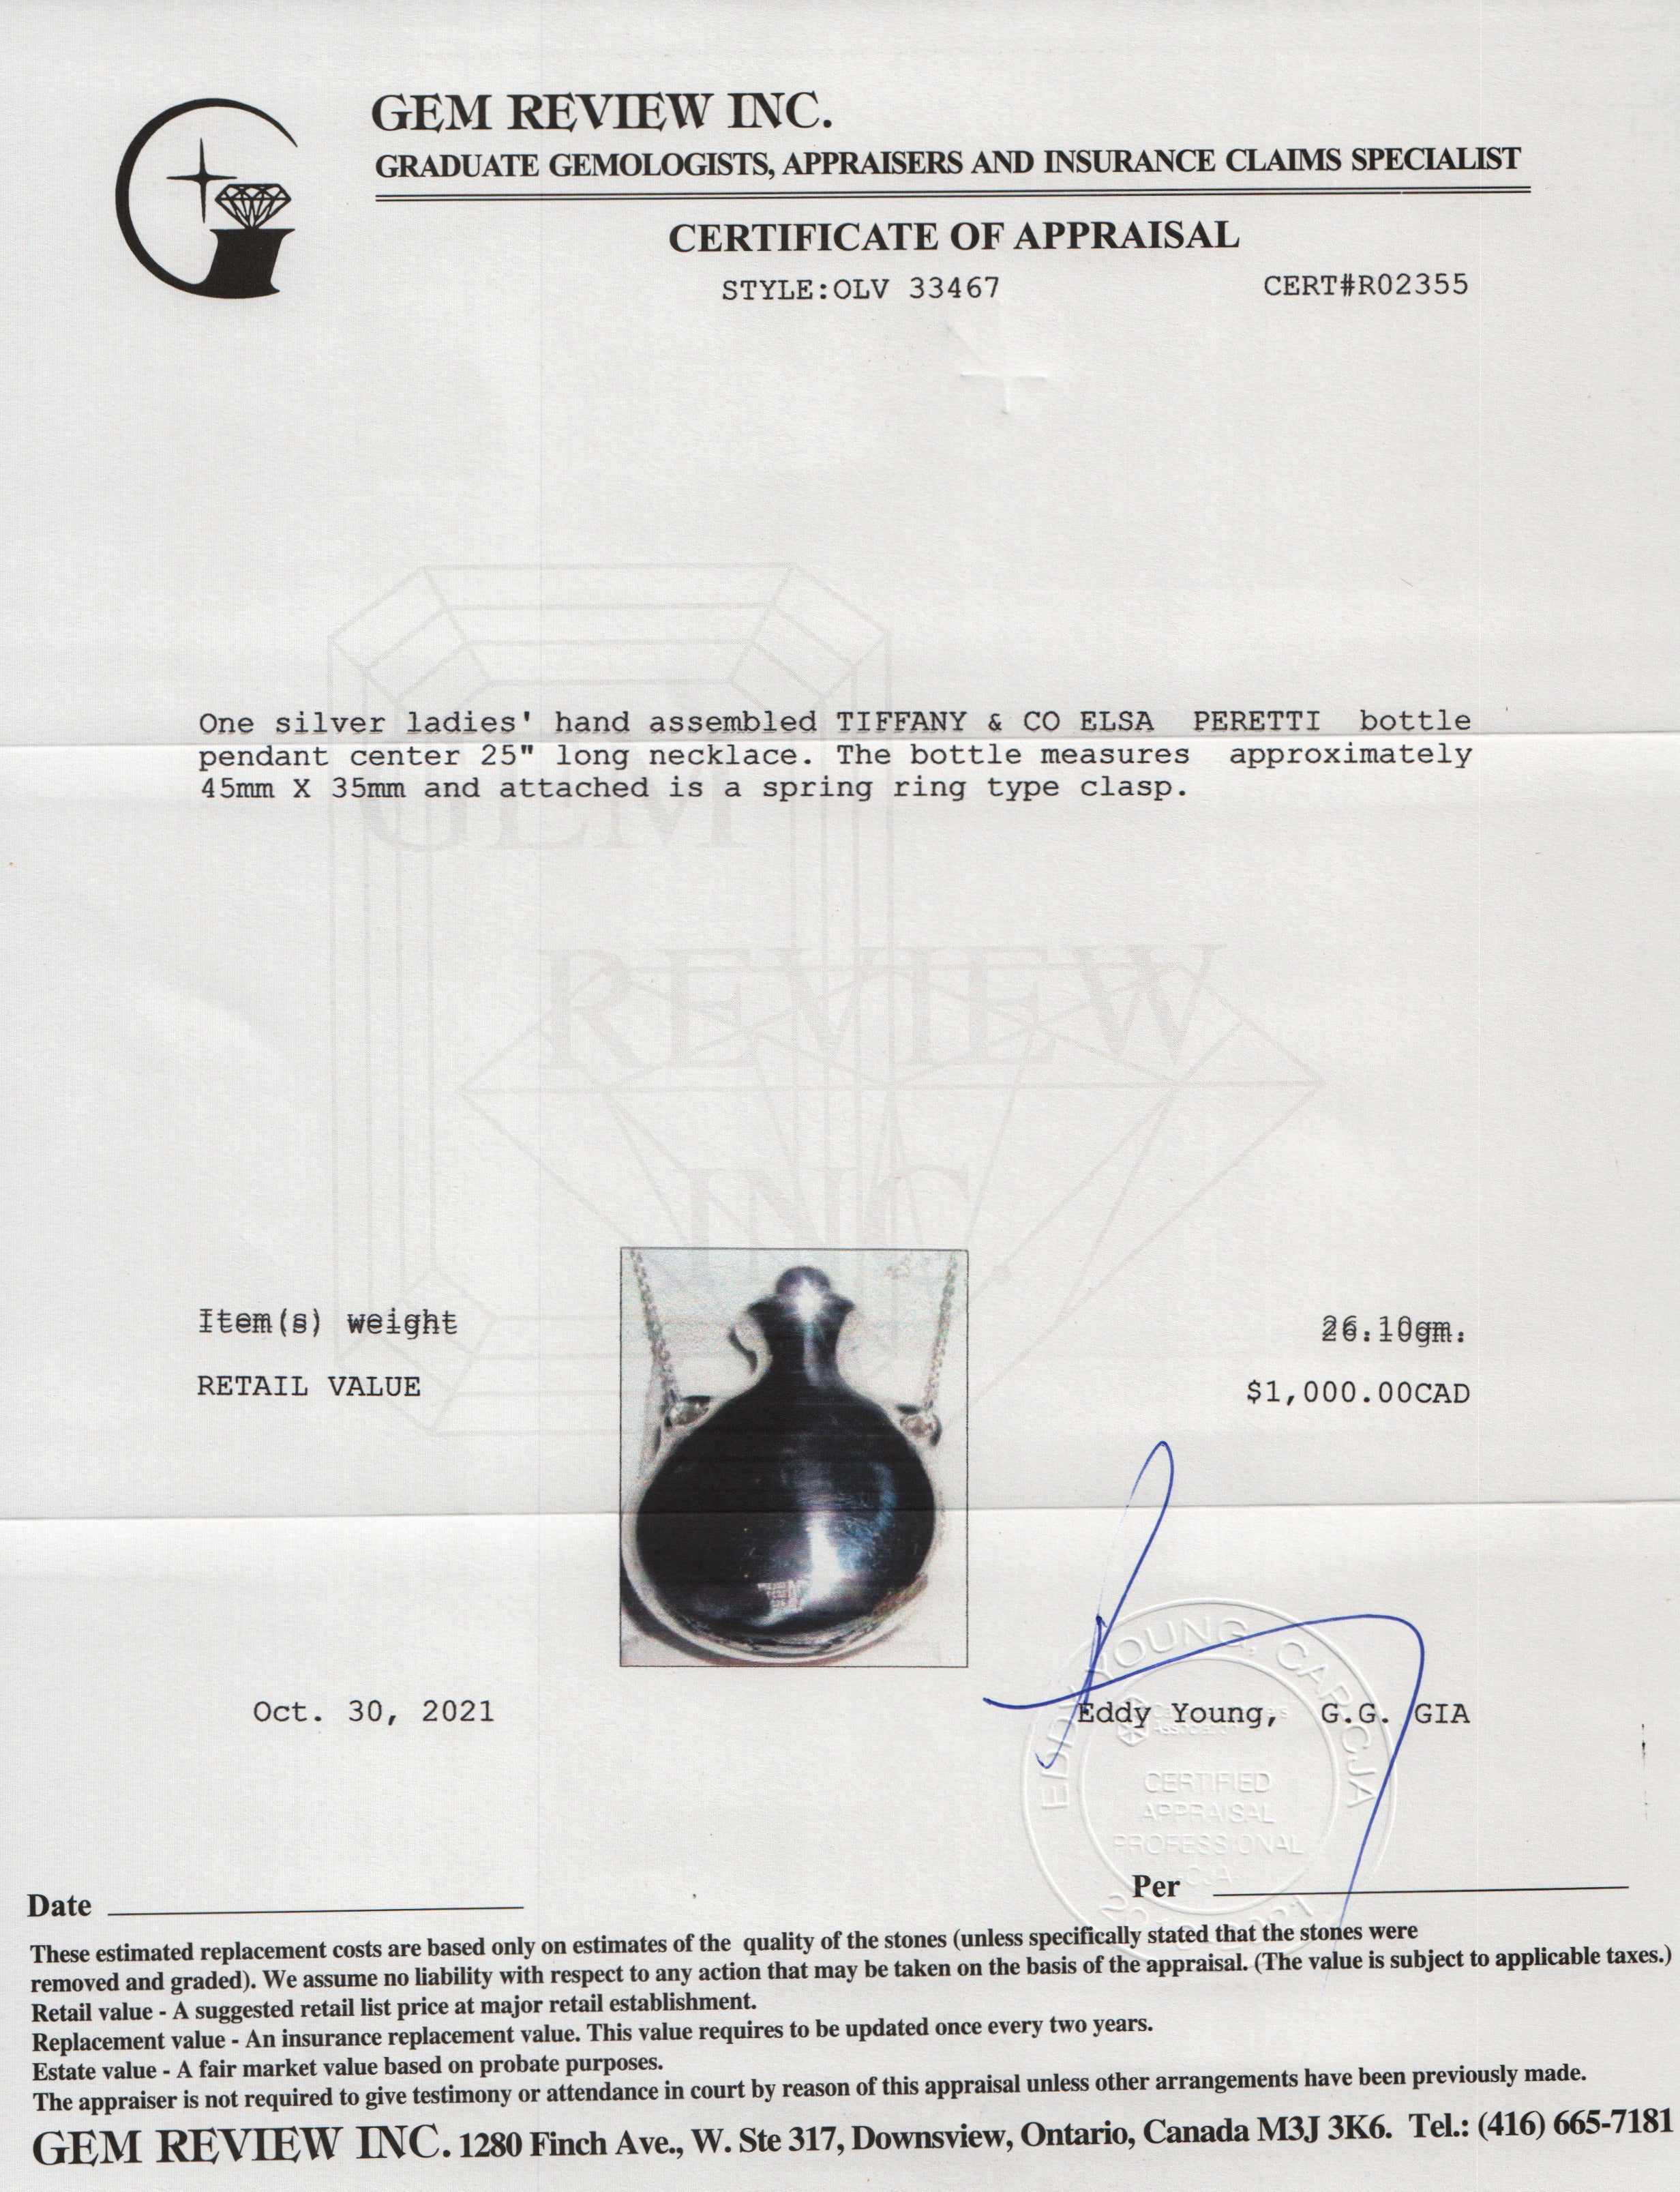 GEM REVIEW INC.
GRADUATE GEMOLOGISTS, APPRAISERS AND INSURANCE CLAIMS SPECIALIST
CERTIFICATE OF APPRAISAL
STYLE:OLV 33467 CERT#R02355
One silver ladies' hand assembled TIFFANY & CO ELSA PERETTI bottle
pendant center 25" long necklace. The bottle measures approximately
45mm X 35mm and attached is a spring ring type clasp.
GEM
REVIEW
INC.
Item(s) weight 26.10gm.
RETAIL VALUE $1,000.00CAD
Oct. 30, 2021 Eddy Young, G.G. GIA
EDDY YOUNG, CAPCJA
CERTIFIED
APPRAISAL
PROFESSIONAL
CJA
Date
Per
These estimated replacement costs are based only on estimates of the quality of the stones (unless specifically stated that the stones were
removed and graded). We assume no liability with respect to any action that may be taken on the basis of the appraisal. (The value is subject to applicable taxes.)
Retail value - A suggested retail list price at major retail establishment.
Replacement value - An insurance replacement value. This value requires to be updated once every two years.
Estate value - A fair market value based on probate purposes.
The appraiser is not required to give testimony or attendance in court by reason of this appraisal unless other arrangements have been previously made.
GEM REVIEW INC. 1280 Finch Ave., W. Ste 317, Downsview, Ontario, Canada M3J 3K6. Tel.: (416) 665-7181